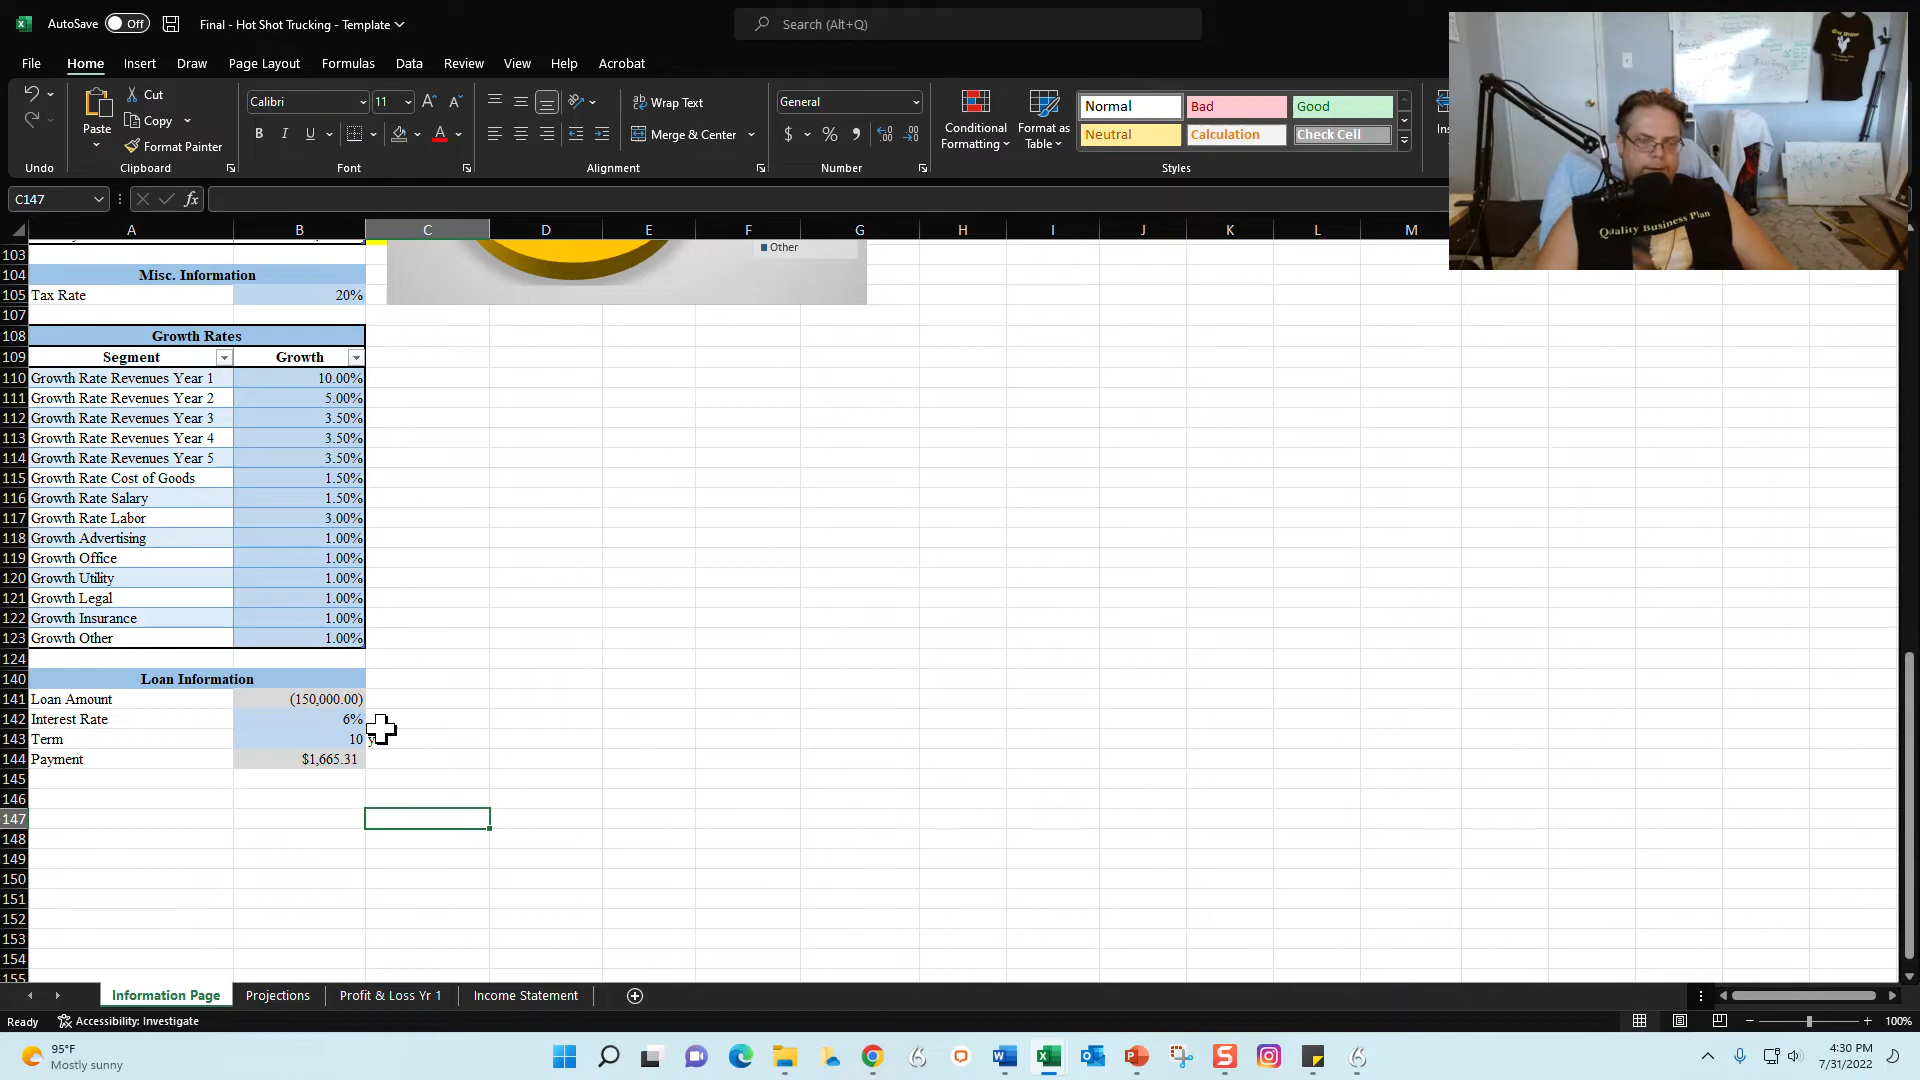 AutoSave Off Final - Hot Shot Trucking - Template Search (Alt+Q)
File Home Insert Draw Page Layout Formulas Data Review View Help Acrobat
Cut
Copy
Paste
Format Painter
Calibri 11
B I U A
Wrap Text
Merge & Center
General
$ % ,
Conditional Formatting
Format as Table
Normal Bad Good
Neutral Calculation Check Cell
Undo Clipboard Font Alignment Number Styles
C147 fx
Quality Business Plan
A B C D E F G H I J K L M
Other
103
104 Misc. Information
105 Tax Rate 20%
107
108 Growth Rates
109 Segment Growth
110 Growth Rate Revenues Year 1 10.00%
111 Growth Rate Revenues Year 2 5.00%
112 Growth Rate Revenues Year 3 3.50%
113 Growth Rate Revenues Year 4 3.50%
114 Growth Rate Revenues Year 5 3.50%
115 Growth Rate Cost of Goods 1.50%
116 Growth Rate Salary 1.50%
117 Growth Rate Labor 3.00%
118 Growth Advertising 1.00%
119 Growth Office 1.00%
120 Growth Utility 1.00%
121 Growth Legal 1.00%
122 Growth Insurance 1.00%
123 Growth Other 1.00%
124
140 Loan Information
141 Loan Amount (150,000.00)
142 Interest Rate 6%
143 Term 10
144 Payment $1,665.31
145
146
147
148
149
150
151
152
153
154
155
Information Page Projections Profit & Loss Yr 1 Income Statement
Ready Accessibility: Investigate 100%
95°F
Mostly sunny
4:30 PM
7/31/2022